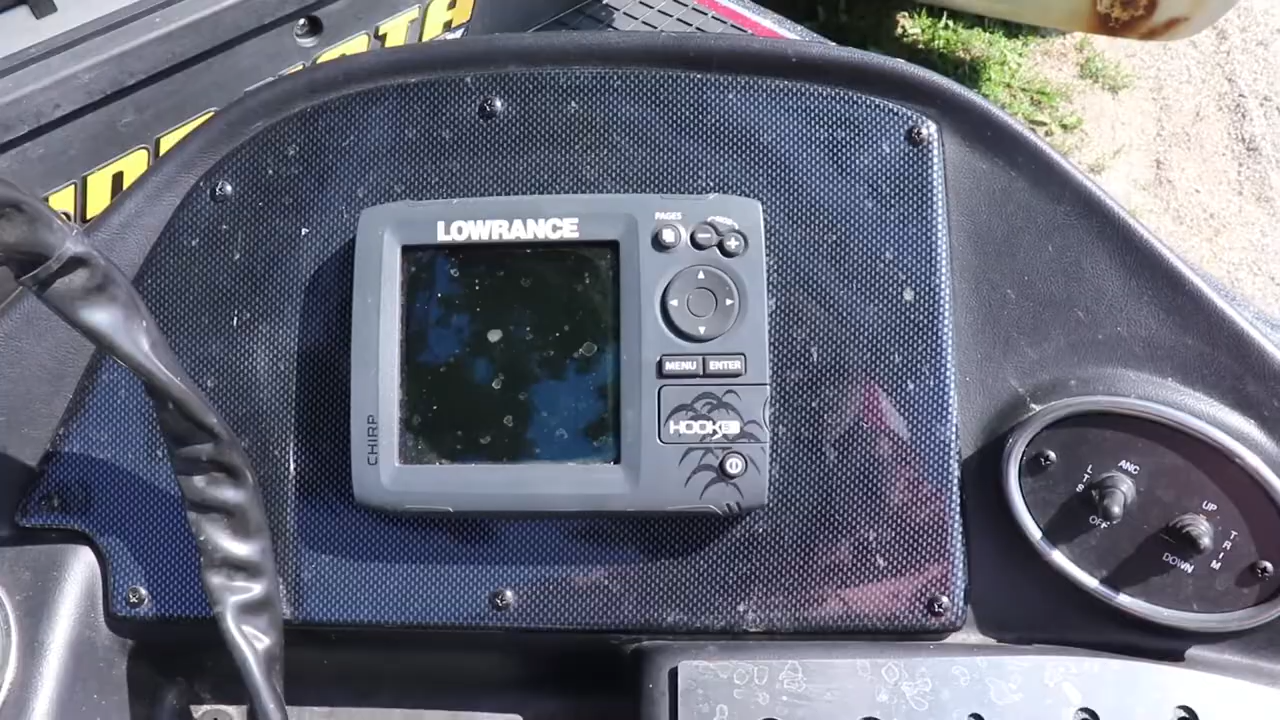 LOWRANCE
PAGES
MENU
ENTER
CHIRP
HOOK
ANC
LTS
OFF
UP
TRIM
DOWN